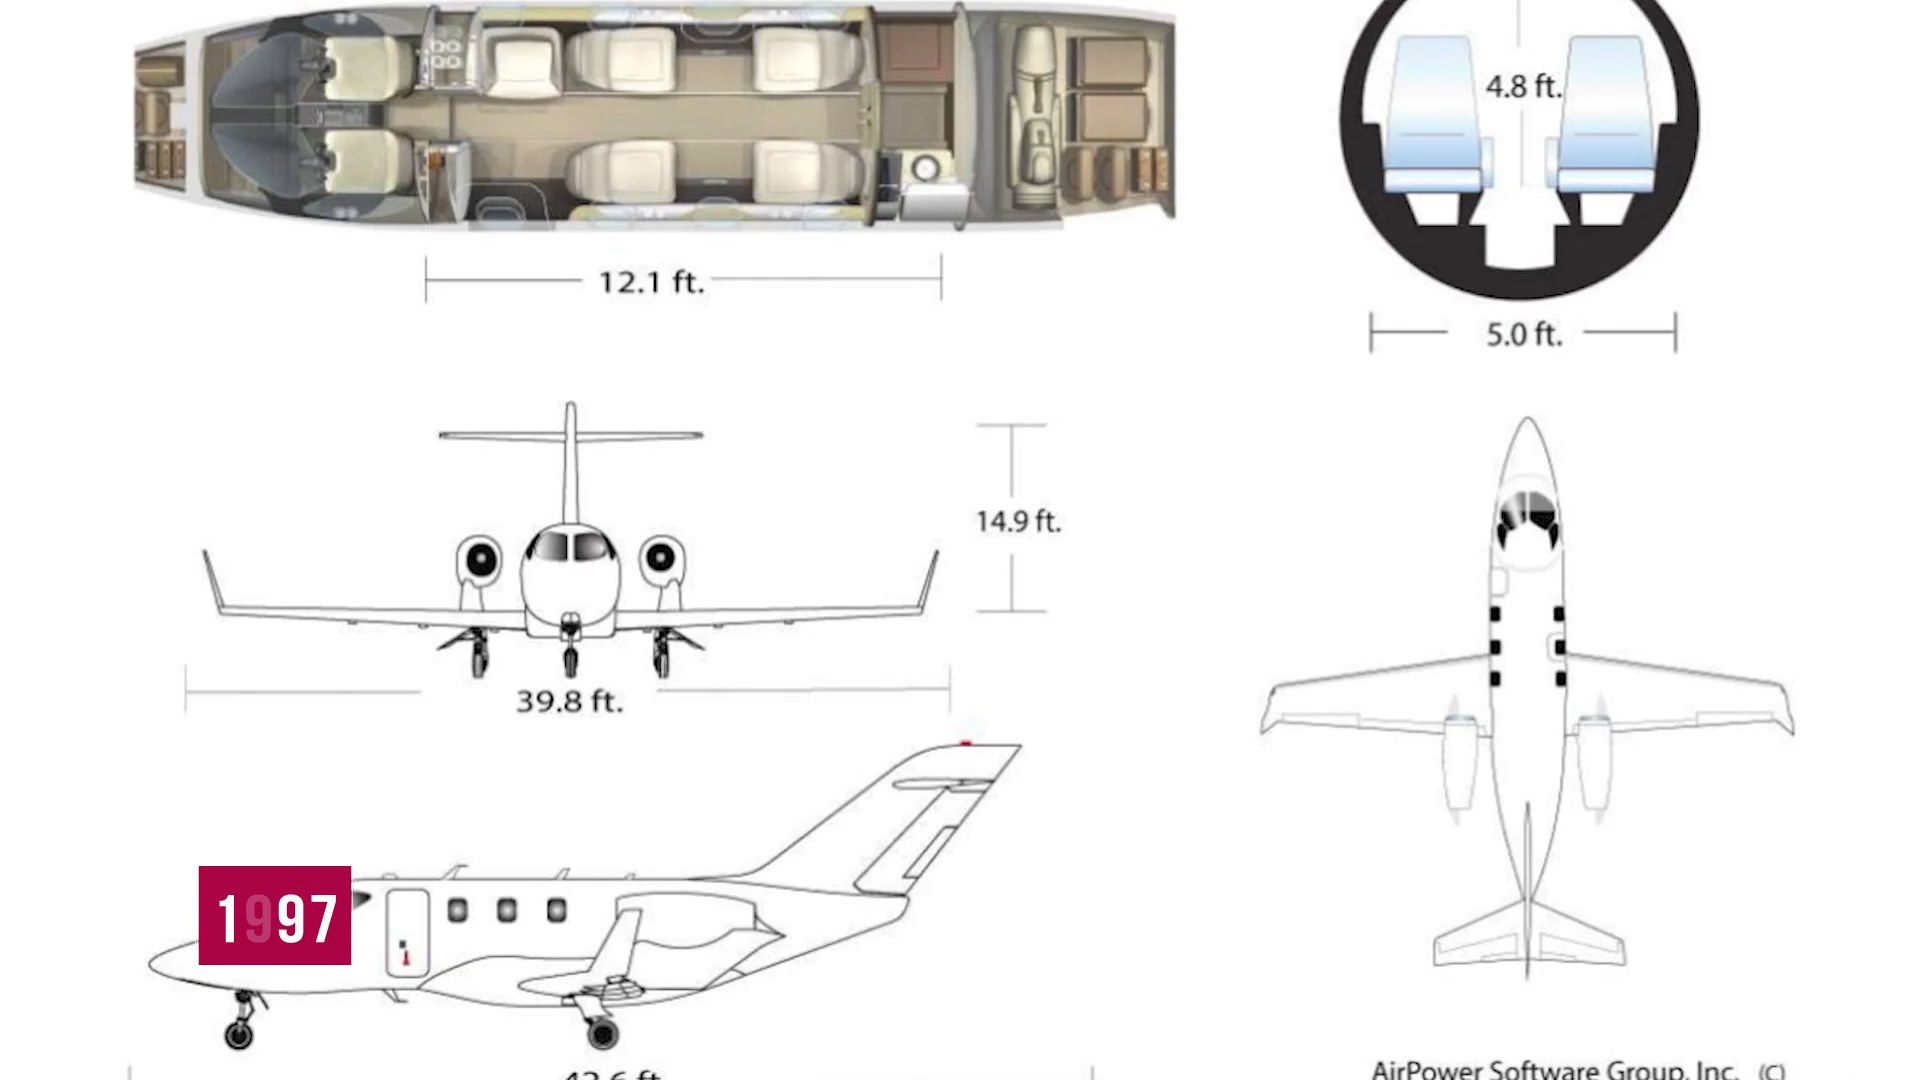 4.8 ft.
12.1 ft.
5.0 ft.
14.9 ft.
39.8 ft.
1997
AirPower Software Group, Inc. (C)